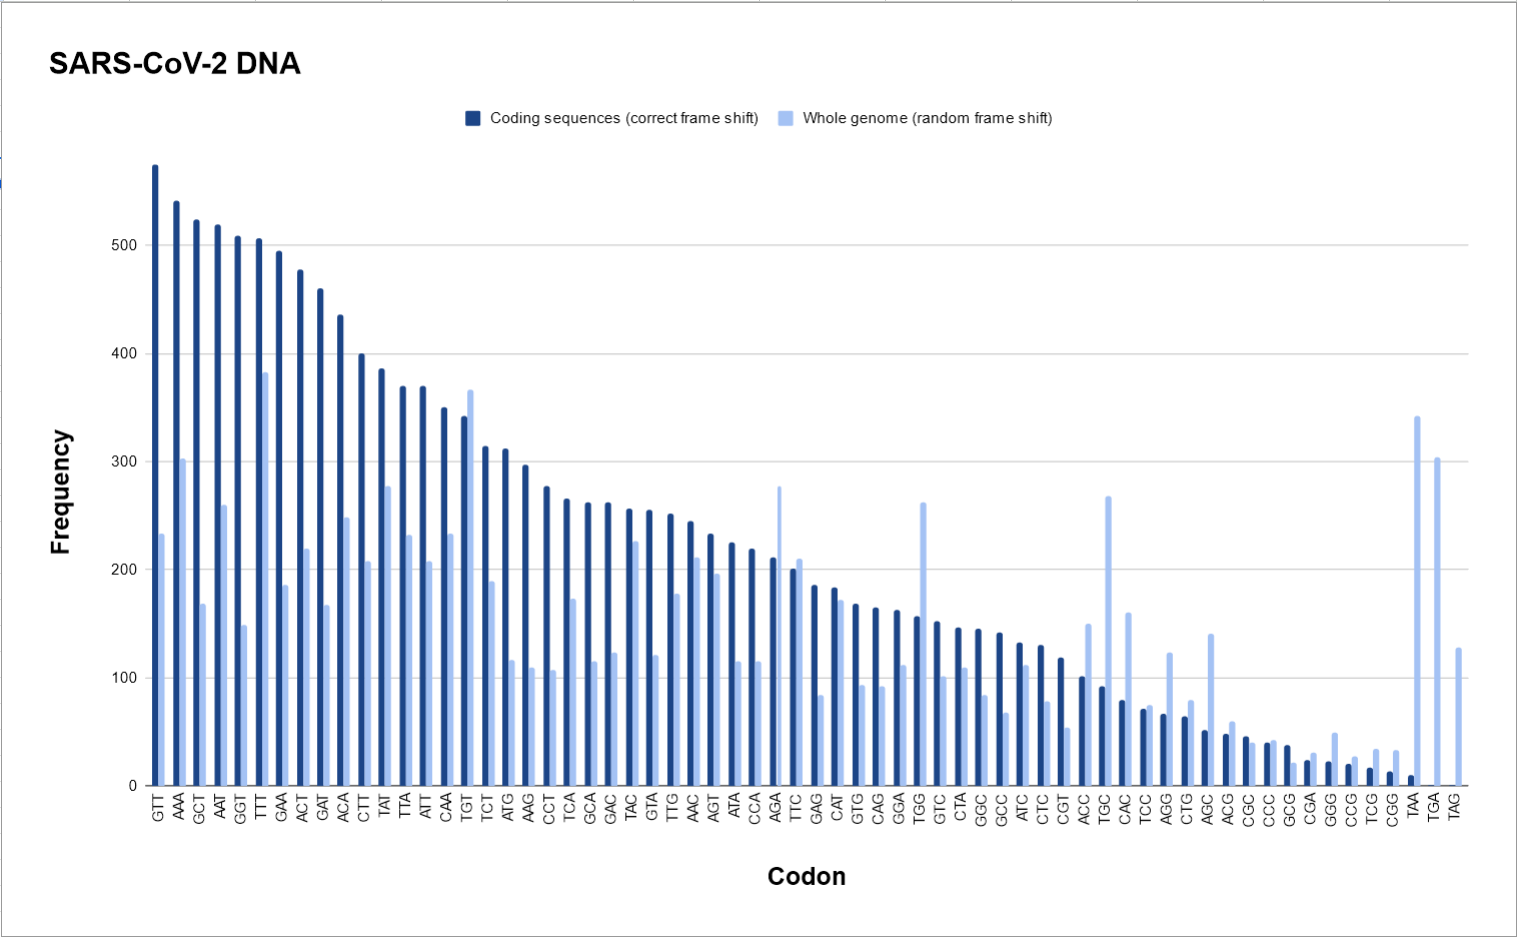 SARS-CoV-2 DNA
Coding sequences (correct frame shift) Whole genome (random frame shift)
500
400
300
200
100
0
Frequency
GTT AAA GCT AAT GGT TTT GAA ACT GAT ACA CTT TAT TTA ATT CAA TGT TCT ATG AAG CCT TCA GCA GAC TAC GTA TTG AAC AGT ATA CCA AGA TTC GAG CAT GTG CAG GGA TGG GTC CTA GGC GCC ATC CTC CGT ACC TGC CAC TCC AGG CTG AGC ACG CGC CCC GCG CGA GGG CCG TCG CGG TAA TGA TAG
Codon